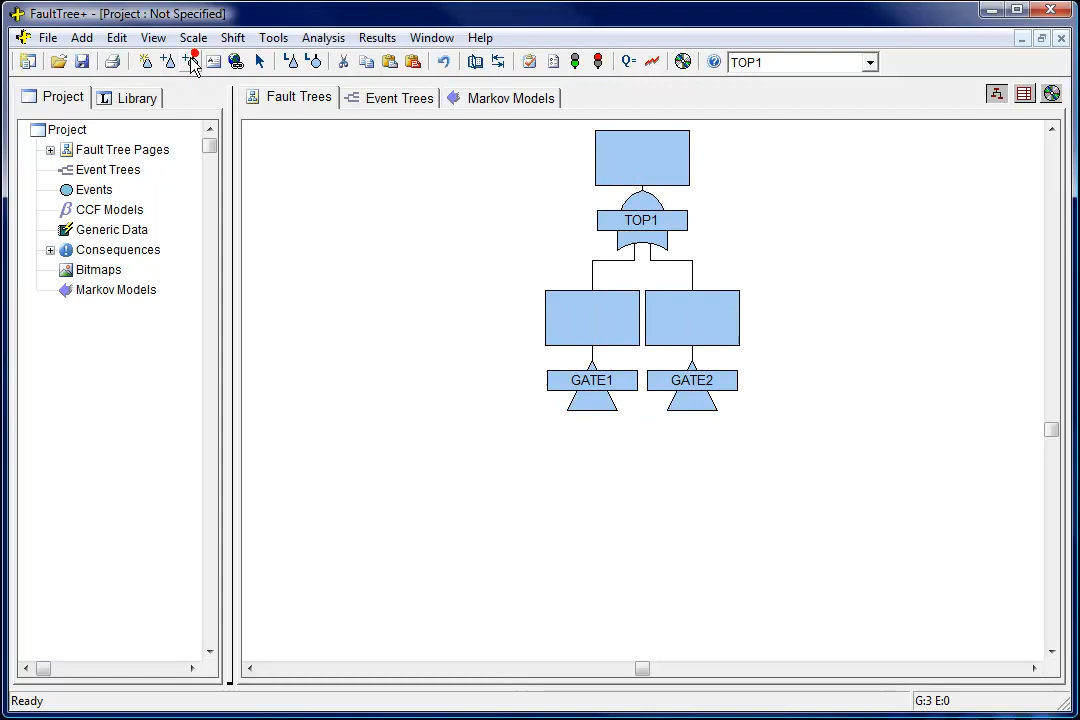 FaultTree+ - [Project : Not Specified]
File Add Edit View Scale Shift Tools Analysis Results Window Help
Q= TOP1
Project L Library Fault Trees Event Trees Markov Models
Project
Fault Tree Pages
Event Trees
Events
β CCF Models
Generic Data
Consequences
Bitmaps
Markov Models
TOP1
GATE1 GATE2
Ready G:3 E:0